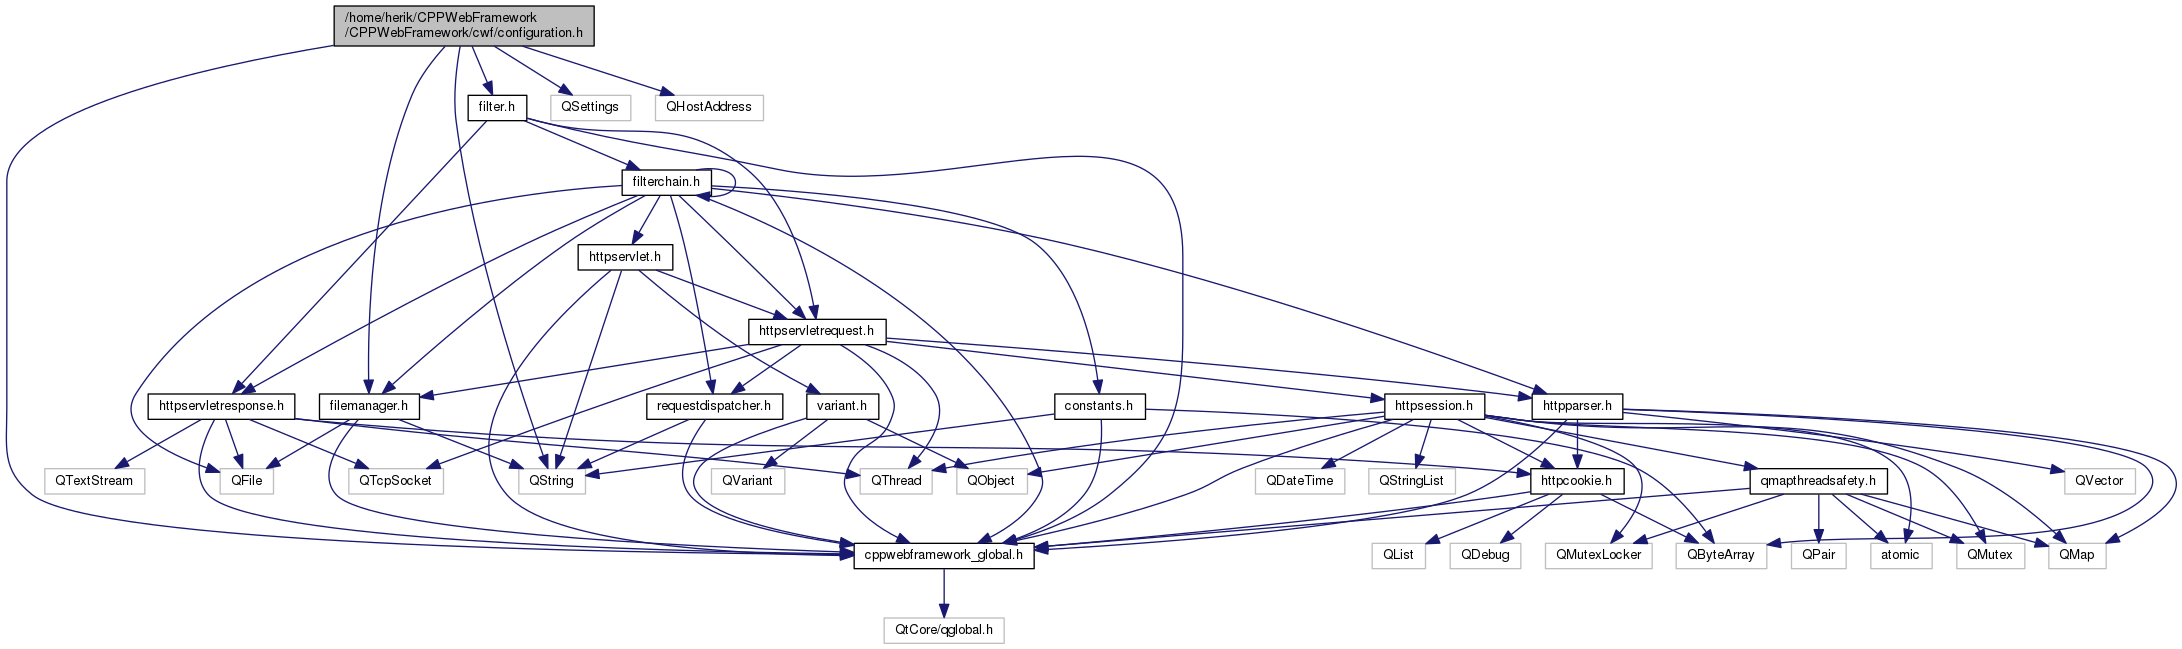 /home/herik/CPPWebFramework
/CPPWebFramework/cwf/configuration.h
filter.h
QSettings
QHostAddress
filterchain.h
httpservlet.h
httpservletrequest.h
httpservletresponse.h
filemanager.h
requestdispatcher.h
variant.h
constants.h
httpsession.h
httpparser.h
QTextStream
QFile
QTcpSocket
QString
QVariant
QThread
QObject
QDateTime
QStringList
httpcookie.h
qmapthreadsafety.h
QVector
cppwebframework_global.h
QList
QDebug
QMutexLocker
QByteArray
QPair
atomic
QMutex
QMap
QtCore/qglobal.h